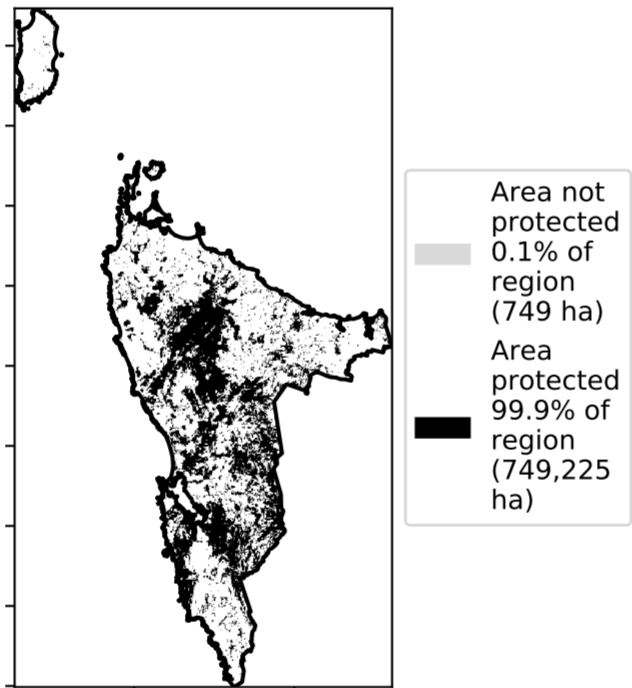 Area not
protected
0.1% of
region
(749 ha)
Area
protected
99.9% of
region
(749,225
ha)